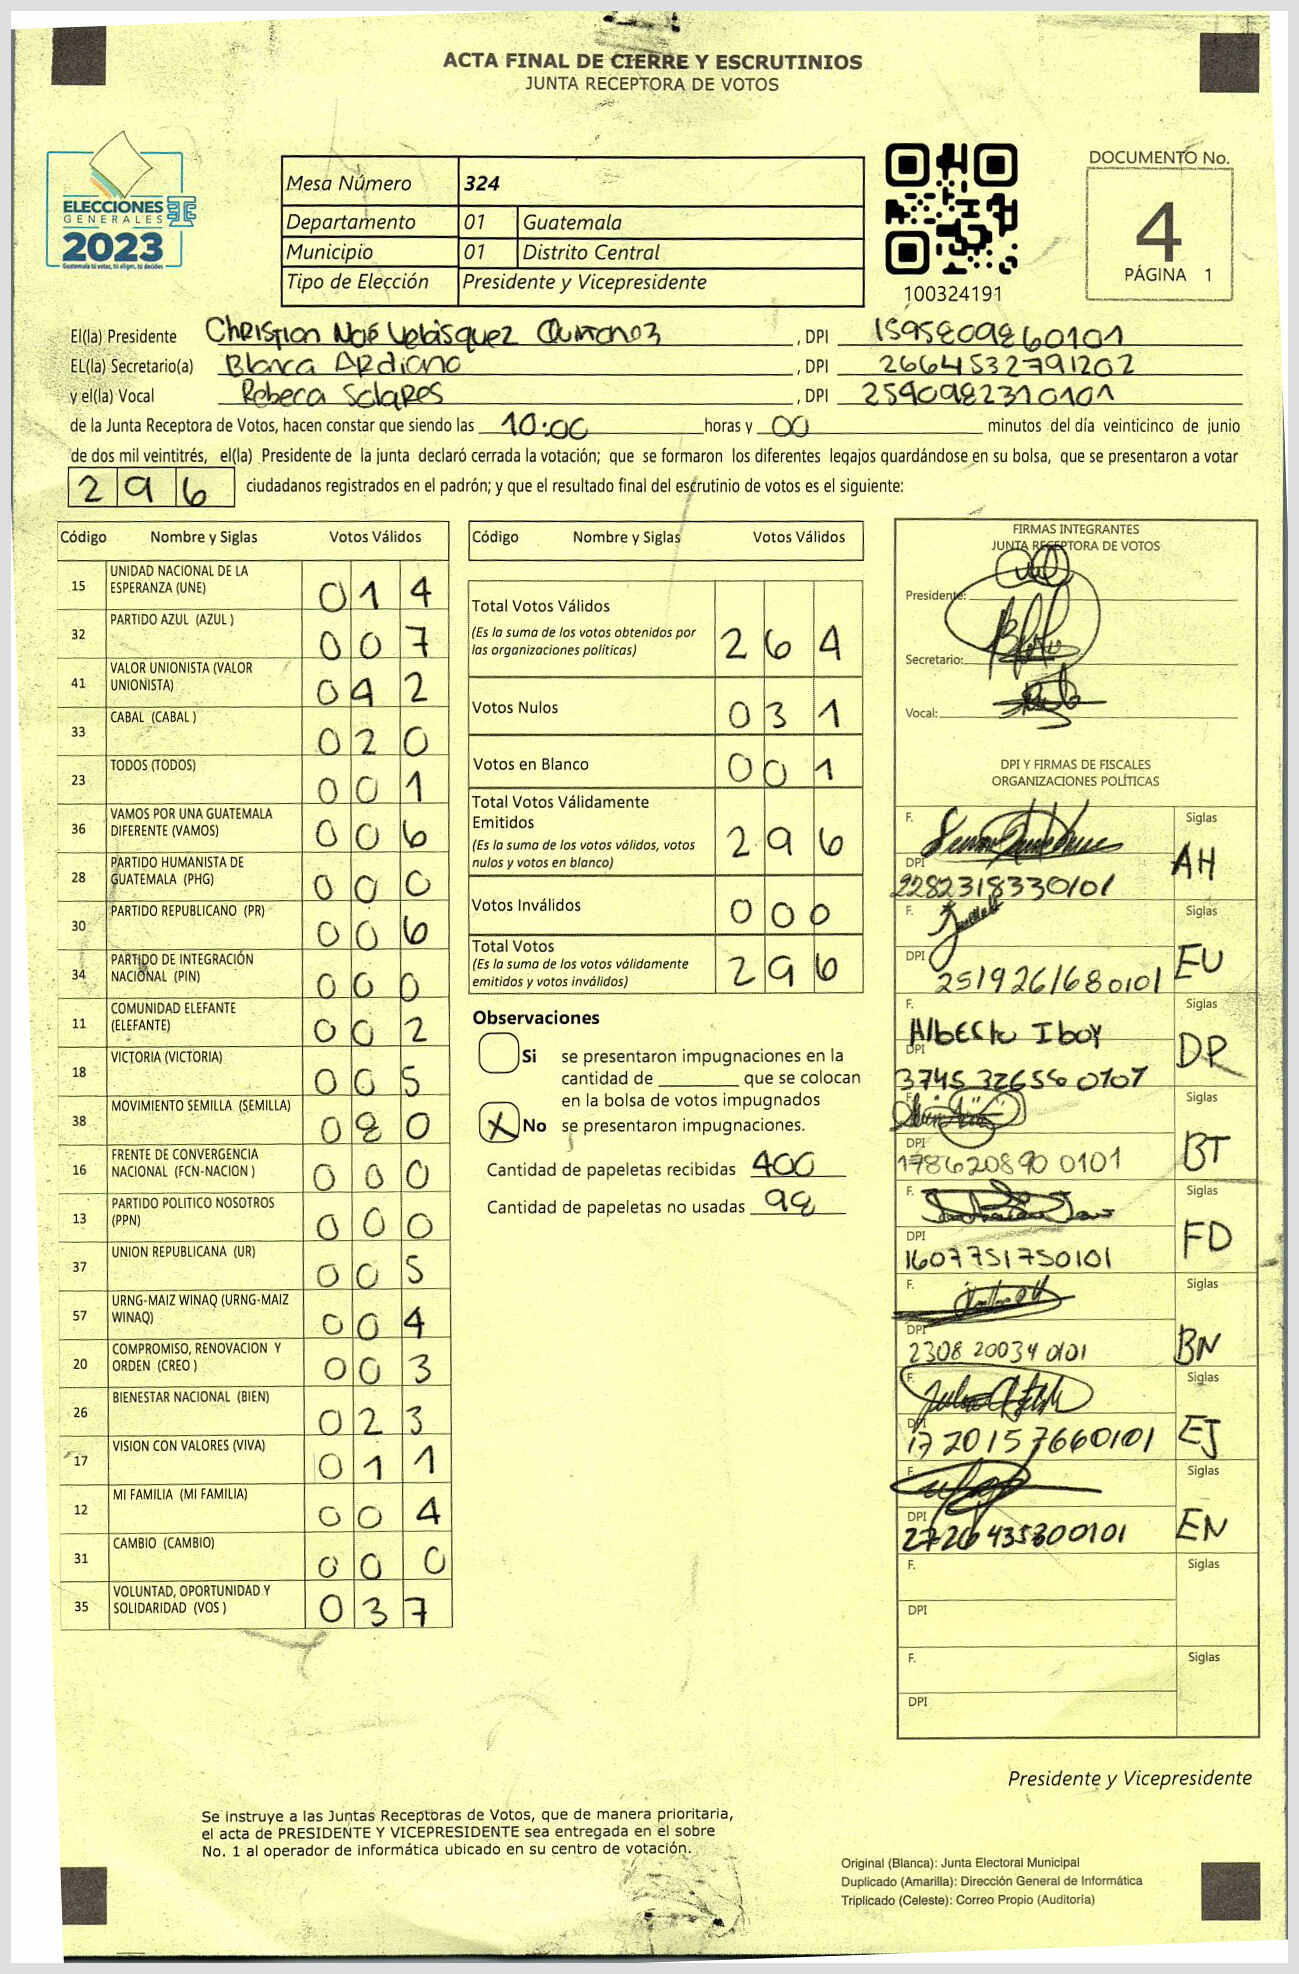 ACTA FINAL DE CIERRE Y ESCRUTINIOS
JUNTA RECEPTORA DE VOTOS
ELECCIONES
GENERALES
2023
Guatemala tú votas, tú eliges, tú decides
Mesa Número 324
Departamento 01 Guatemala
Municipio 01 Distrito Central
Tipo de Elección Presidente y Vicepresidente
100324191
DOCUMENTO No.
4
PÁGINA 1
El(la) Presidente Christian Noé Velásquez Quiñonez, DPI 1595809860101
EL(la) Secretario(a) Blanca Ardiano, DPI 2664532791202
y el(la) Vocal Rebeca Solares, DPI 2590982310101
de la Junta Receptora de Votos, hacen constar que siendo las 10:00 horas y 00 minutos del día veinticinco de junio
de dos mil veintitrés, el(la) Presidente de la junta declaró cerrada la votación; que se formaron los diferentes legajos quardándose en su bolsa, que se presentaron a votar
296 ciudadanos registrados en el padrón; y que el resultado final del escrutinio de votos es el siguiente:
Código Nombre y Siglas Votos Válidos
15 UNIDAD NACIONAL DE LA ESPERANZA (UNE) 014
32 PARTIDO AZUL (AZUL ) 007
41 VALOR UNIONISTA (VALOR UNIONISTA) 042
33 CABAL (CABAL ) 020
23 TODOS (TODOS) 001
36 VAMOS POR UNA GUATEMALA DIFERENTE (VAMOS) 006
28 PARTIDO HUMANISTA DE GUATEMALA (PHG) 000
30 PARTIDO REPUBLICANO (PR) 006
34 PARTIDO DE INTEGRACIÓN NACIONAL (PIN) 000
11 COMUNIDAD ELEFANTE (ELEFANTE) 002
18 VICTORIA (VICTORIA) 005
38 MOVIMIENTO SEMILLA (SEMILLA) 080
16 FRENTE DE CONVERGENCIA NACIONAL (FCN-NACION ) 000
13 PARTIDO POLITICO NOSOTROS (PPN) 000
37 UNION REPUBLICANA (UR) 005
57 URNG-MAIZ WINAQ (URNG-MAIZ WINAQ) 004
20 COMPROMISO, RENOVACION Y ORDEN (CREO ) 003
26 BIENESTAR NACIONAL (BIEN) 023
17 VISION CON VALORES (VIVA) 011
12 MI FAMILIA (MI FAMILIA) 004
31 CAMBIO (CAMBIO) 000
35 VOLUNTAD, OPORTUNIDAD Y SOLIDARIDAD (VOS ) 037
Código Nombre y Siglas Votos Válidos
Total Votos Válidos
(Es la suma de los votos obtenidos por las organizaciones politicas) 264
Votos Nulos 031
Votos en Blanco 001
Total Votos Válidamente Emitidos
(Es la suma de los votos válidos, votos nulos y votos en blanco) 296
Votos Inválidos 000
Total Votos
(Es la suma de los votos válidamente emitidos y votos inválidos) 296
Observaciones
Si se presentaron impugnaciones en la
cantidad de ________ que se colocan
en la bolsa de votos impugnados
X No se presentaron impugnaciones.
Cantidad de papeletas recibidas 400
Cantidad de papeletas no usadas 98
FIRMAS INTEGRANTES
JUNTA RECEPTORA DE VOTOS
Presidente:
Secretario:
Vocal:
DPI Y FIRMAS DE FISCALES
ORGANIZACIONES POLÍTICAS
F. Siglas AH
DPI 2282318330101
F. Siglas EU
DPI 2519261680101
F. Alberto Iboy Siglas DR
DPI 3745326560101
F. Siglas BT
DPI 1786208900101
F. Siglas FD
DPI 1607751750101
F. Siglas BN
DPI 2308 20034 0101
F. Siglas EJ
DPI 1720157660101
F. Siglas EN
DPI 2726435300101
F. Siglas
DPI
F. Siglas
DPI
Presidente y Vicepresidente
Se instruye a las Juntas Receptoras de Votos, que de manera prioritaria,
el acta de PRESIDENTE Y VICEPRESIDENTE sea entregada en el sobre
No. 1 al operador de informática ubicado en su centro de votación.
Original (Blanca): Junta Electoral Municipal
Duplicado (Amarilla): Dirección General de Informática
Triplicado (Celeste): Correo Propio (Auditoría)